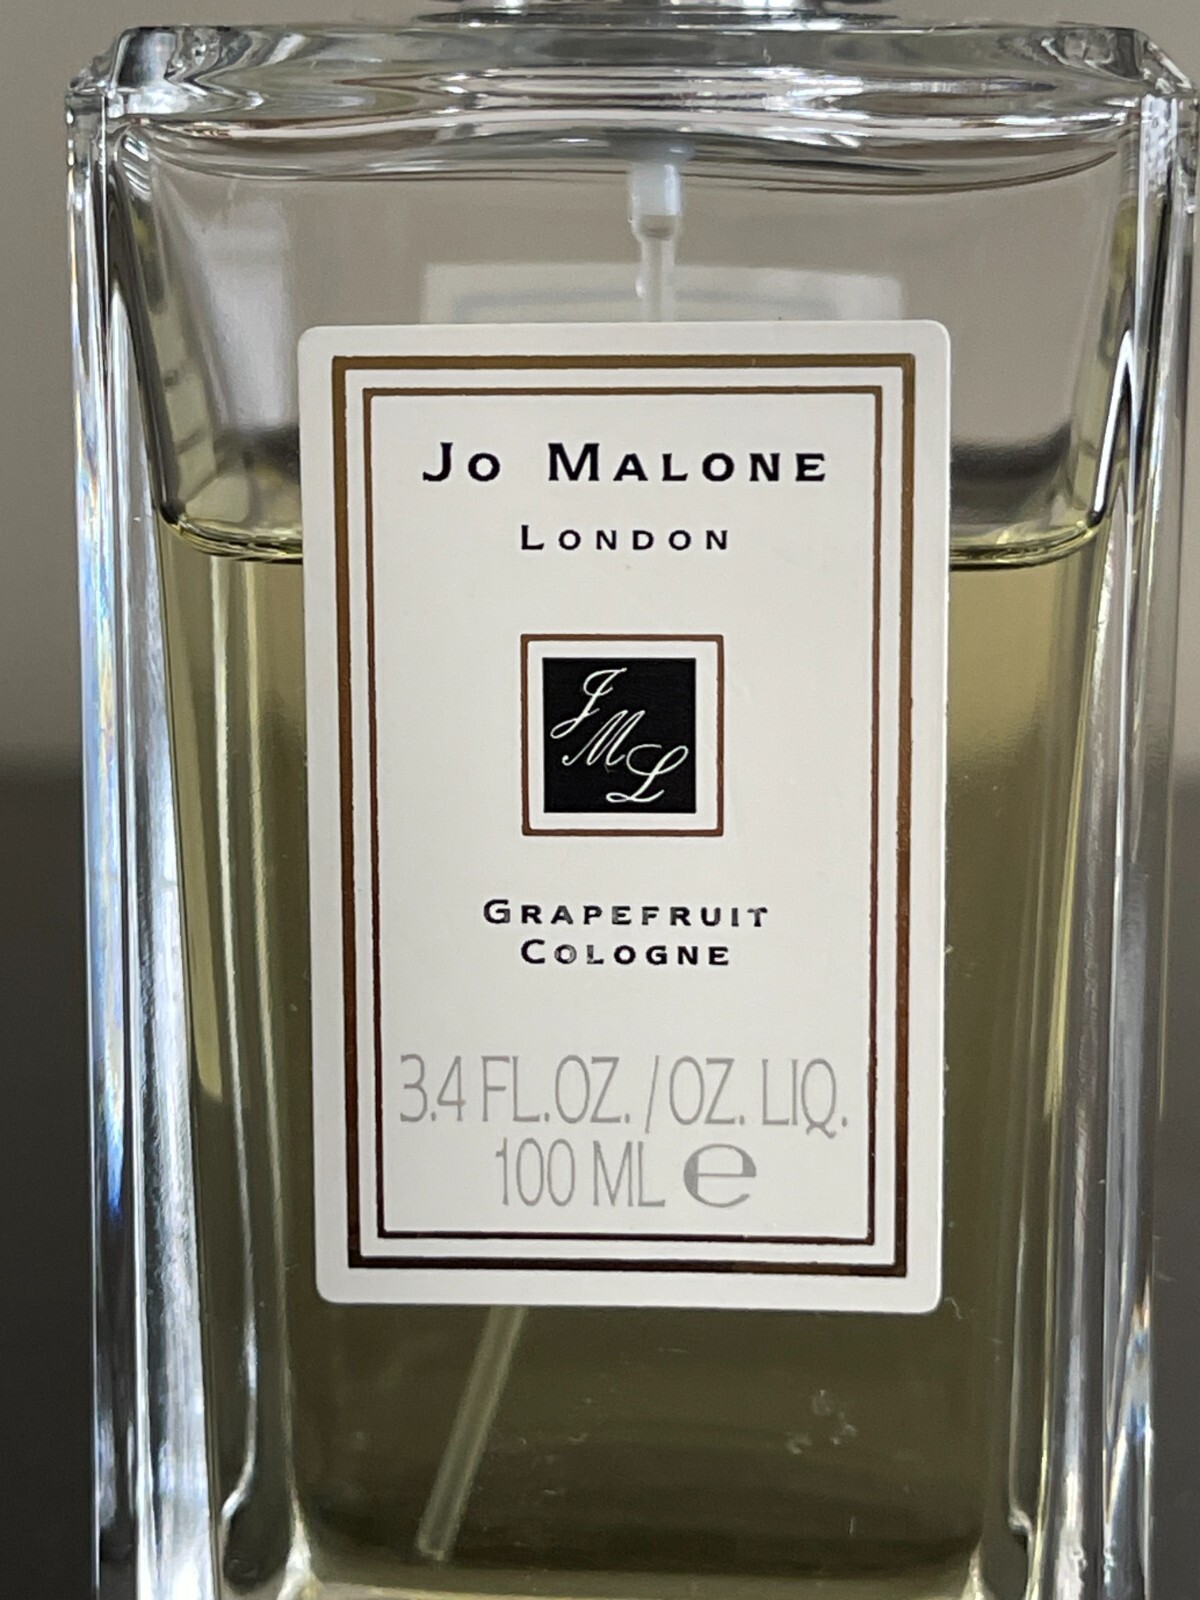 Jo Malone
London
JML
Grapefruit
Cologne
3.4 FL.OZ. / OZ. LIQ.
100 ML e